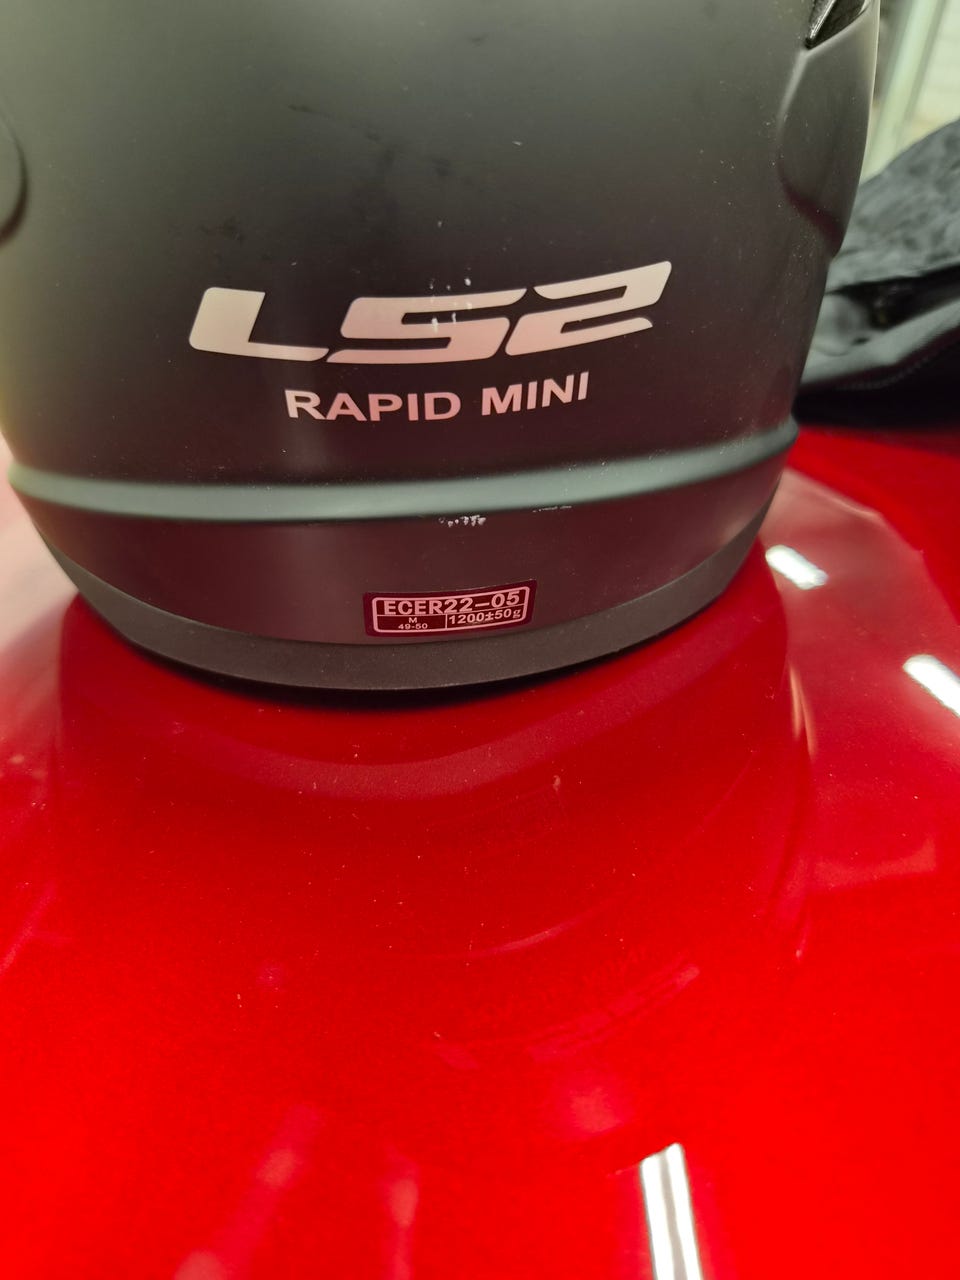 LS2
RAPID MINI
ECER22-05
M
49-50
1200±50g